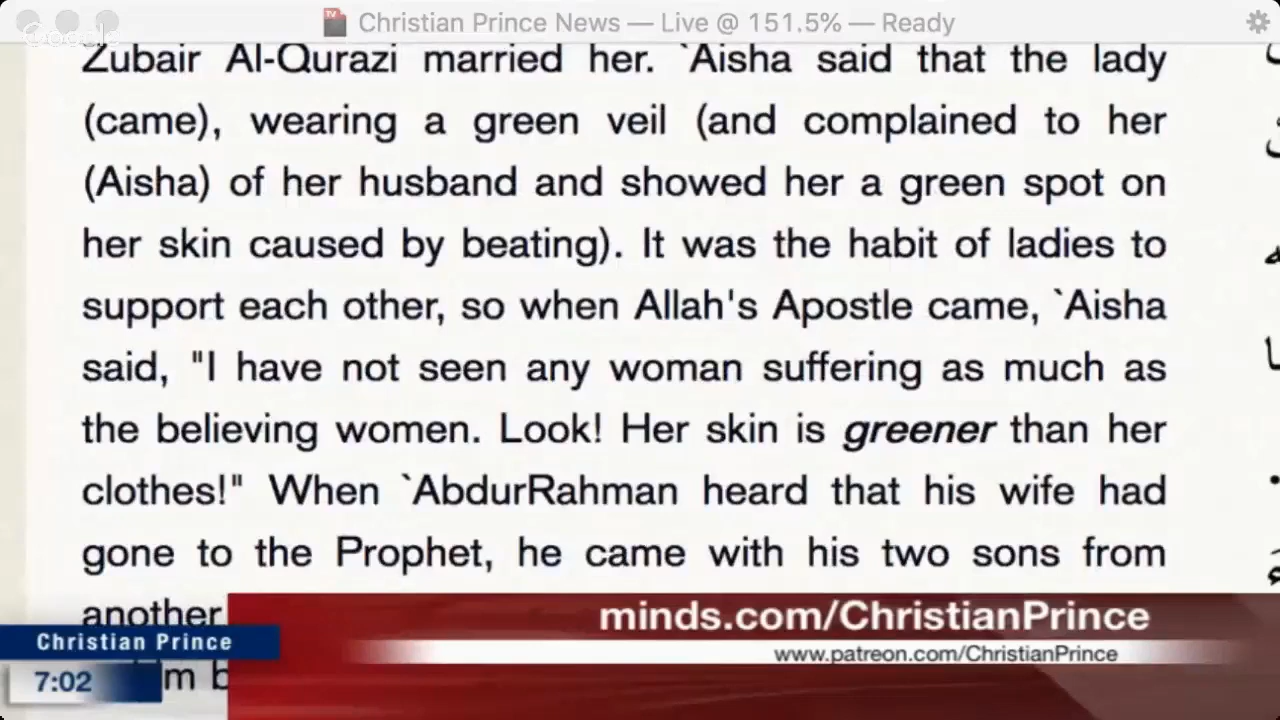 Christian Prince News — Live @ 151.5% — Ready
Google
Zubair Al-Qurazi married her. `Aisha said that the lady
(came), wearing a green veil (and complained to her
(Aisha) of her husband and showed her a green spot on
her skin caused by beating). It was the habit of ladies to
support each other, so when Allah's Apostle came, `Aisha
said, "I have not seen any woman suffering as much as
the believing women. Look! Her skin is greener than her
clothes!" When `AbdurRahman heard that his wife had
gone to the Prophet, he came with his two sons from
another
minds.com/ChristianPrince
Christian Prince
www.patreon.com/ChristianPrince
7:02